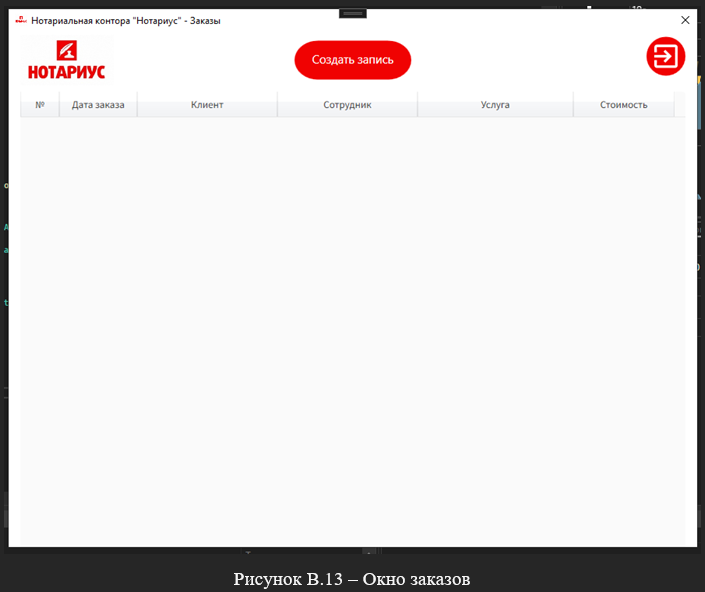 Нотариальная контора "Нотариус" - Заказы
НОТАРИУС
Создать запись
№ Дата заказа Клиент Сотрудник Услуга Стоимость
Рисунок В.13 – Окно заказов